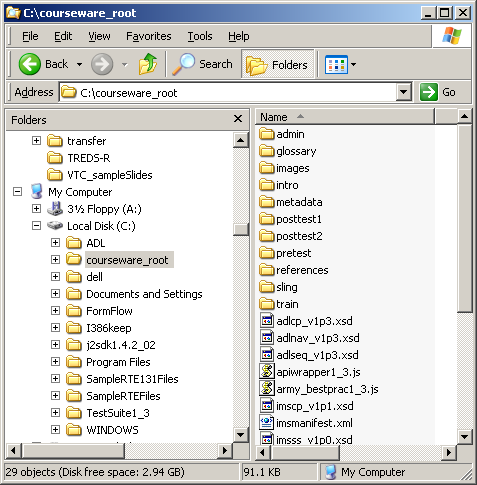 C:\courseware_root
File Edit View Favorites Tools Help
Back Search Folders
Address C:\courseware_root Go
Folders
transfer
TREDS-R
VTC_sampleSlides
My Computer
3½ Floppy (A:)
Local Disk (C:)
ADL
courseware_root
dell
Documents and Settings
FormFlow
I386keep
j2sdk1.4.2_02
Program Files
SampleRTE131Files
SampleRTEFiles
TestSuite1_3
WINDOWS
Name
admin
glossary
images
intro
metadata
posttest1
posttest2
pretest
references
sling
train
adlcp_v1p3.xsd
adlnav_v1p3.xsd
adlseq_v1p3.xsd
apiwrapper1_3.js
army_bestprac1_3.js
imscp_v1p1.xsd
imsmanifest.xml
imsss_v1p0.xsd
29 objects (Disk free space: 2.94 GB) 91.1 KB My Computer